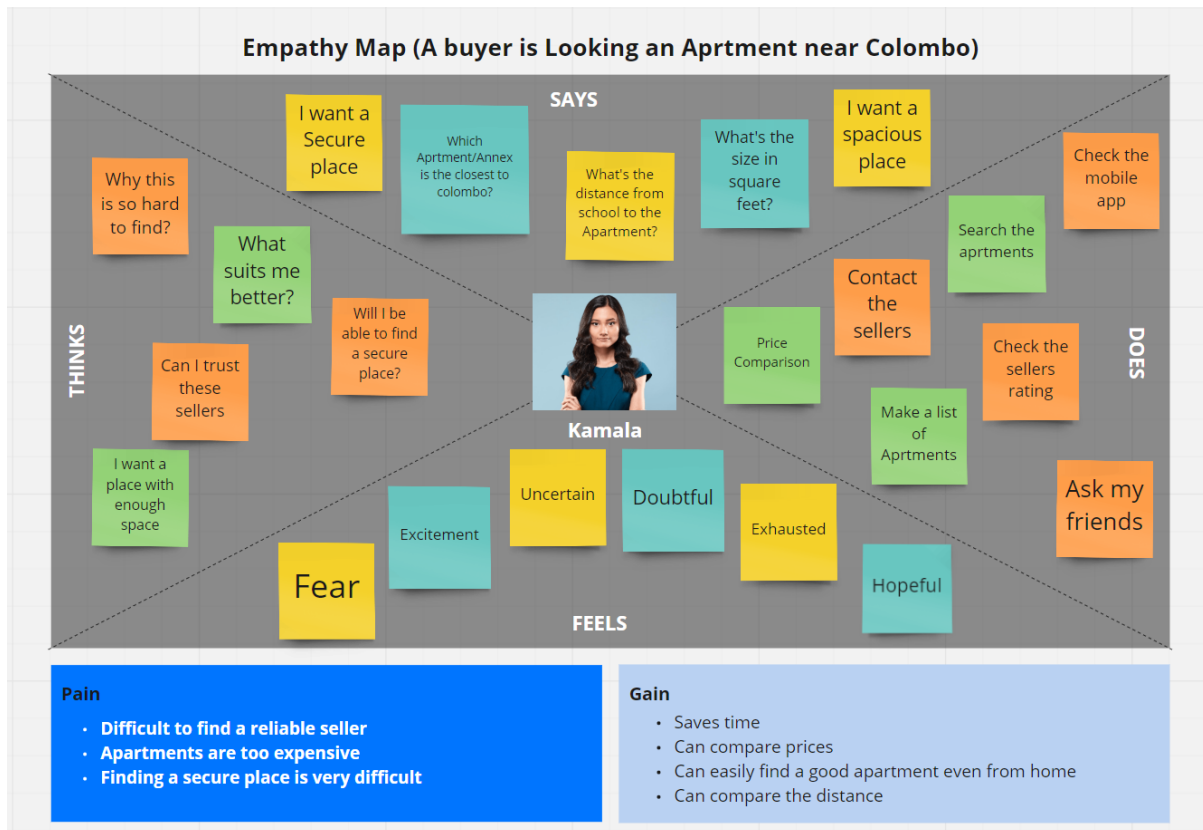 Empathy Map (A buyer is Looking an Aprtment near Colombo)
SAYS
I want a
Secure
place
Which
Aprtment/Annex
is the closest to
colombo?
What's the
distance from
school to the
Apartment?
What's the
size in
square
feet?
I want a
spacious
place
THINKS
Why this
is so hard
to find?
What
suits me
better?
Will I be
able to find
a secure
place?
Can I trust
these
sellers
I want a
place with
enough
space
Kamala
DOES
Check the
mobile
app
Search the
aprtments
Contact
the
sellers
Price
Comparison
Check the
sellers
rating
Make a list
of
Aprtments
Ask my
friends
Fear
Excitement
Uncertain
Doubtful
Exhausted
Hopeful
FEELS
Pain
• Difficult to find a reliable seller
• Apartments are too expensive
• Finding a secure place is very difficult
Gain
• Saves time
• Can compare prices
• Can easily find a good apartment even from home
• Can compare the distance